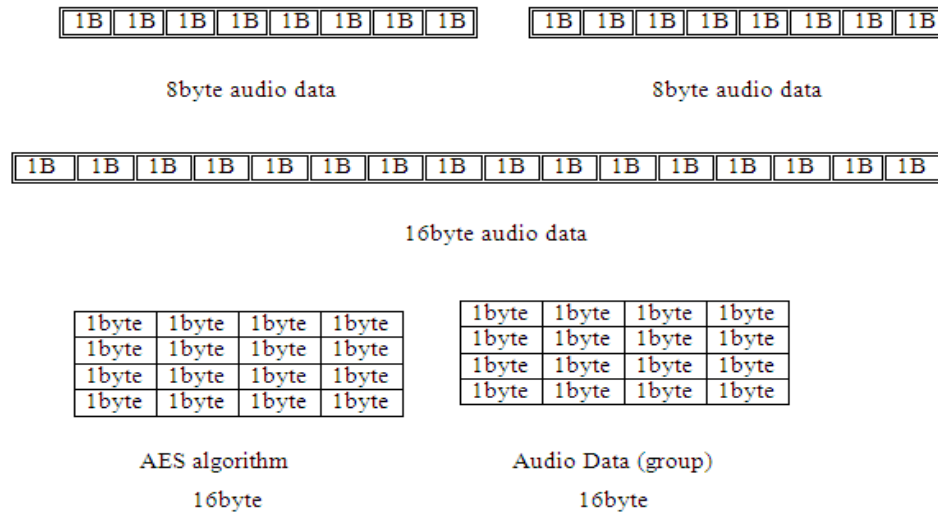 1B 1B 1B 1B 1B 1B 1B 1B 1B 1B 1B 1B 1B 1B 1B 1B
8byte audio data 8byte audio data
1B 1B 1B 1B 1B 1B 1B 1B 1B 1B 1B 1B 1B 1B 1B 1B
16byte audio data
1byte 1byte 1byte 1byte
1byte 1byte 1byte 1byte
1byte 1byte 1byte 1byte
1byte 1byte 1byte 1byte
AES algorithm
16byte
1byte 1byte 1byte 1byte
1byte 1byte 1byte 1byte
1byte 1byte 1byte 1byte
1byte 1byte 1byte 1byte
Audio Data (group)
16byte